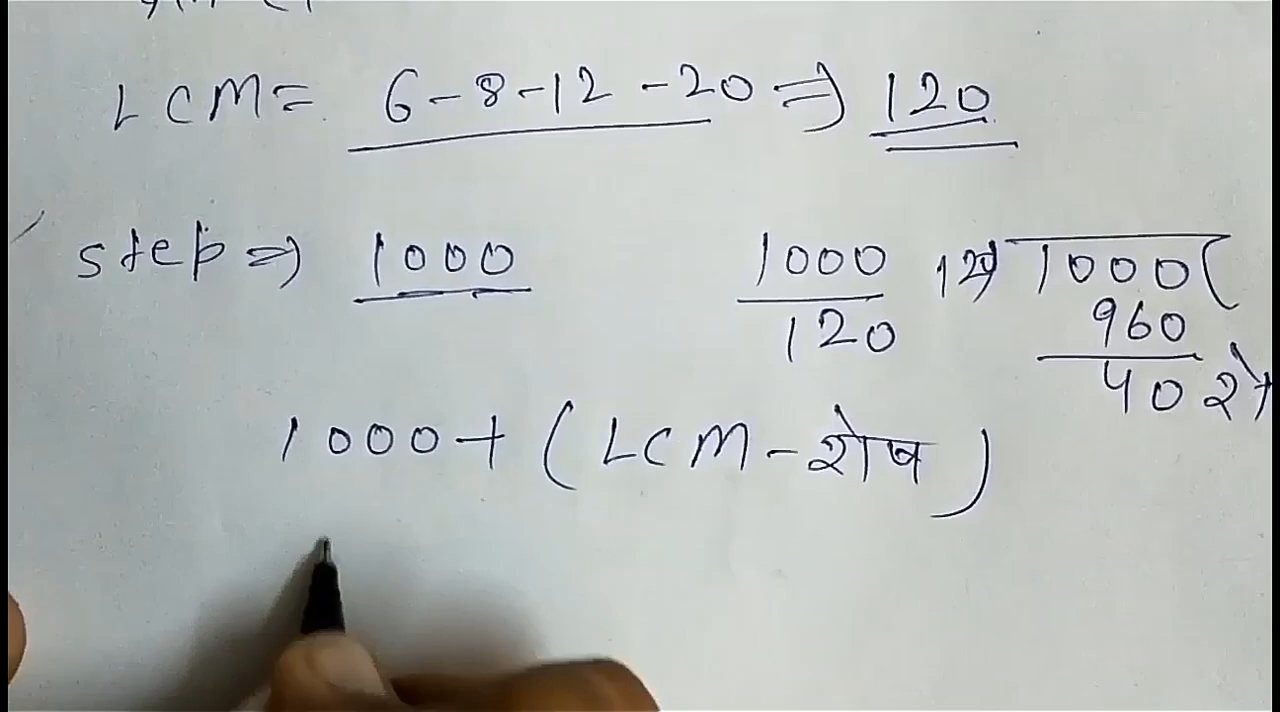 LCM = 6-8-12-20 ⇒ 120
step ⇒ 1000
1000
120
120) 1000 (
960
40 शे
1000 + (LCM - शेष)